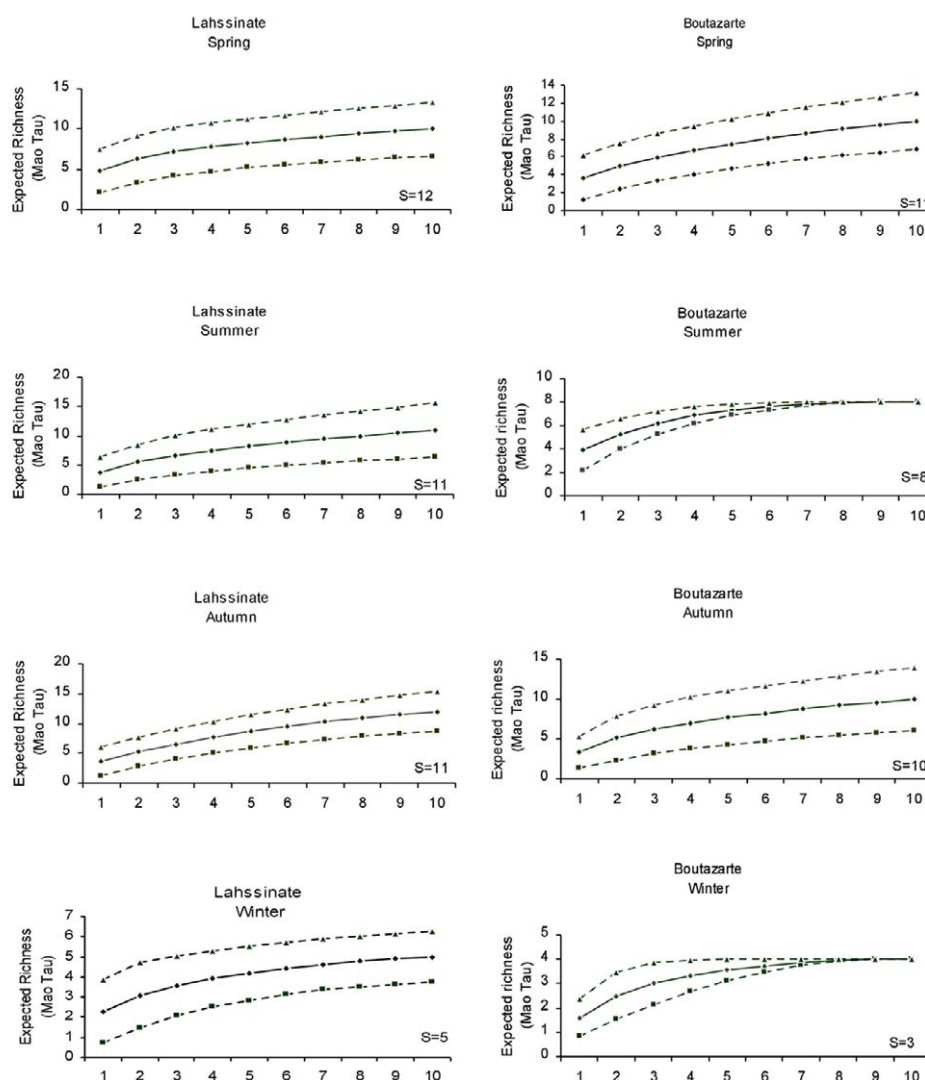 Lahssinate
Spring
Expected Richness
(Mao Tau)
15
10
5
0
S=12
1 2 3 4 5 6 7 8 9 10
Boutazarte
Spring
Expected Richness
(Mao Tau)
14
12
10
8
6
4
2
0
S=11
1 2 3 4 5 6 7 8 9 10
Lahssinate
Summer
Expected Richness
(Mao Tau)
20
15
10
5
0
S=11
1 2 3 4 5 6 7 8 9 10
Boutazarte
Summer
Expected richness
(Mao Tau)
10
8
6
4
2
0
S=8
1 2 3 4 5 6 7 8 9 10
Lahssinate
Autumn
Expected Richness
(Mao Tau)
20
15
10
5
0
S=11
1 2 3 4 5 6 7 8 9 10
Boutazarte
Autumn
Expected richness
(Mao Tau)
15
10
5
0
S=10
1 2 3 4 5 6 7 8 9 10
Lahssinate
Winter
Expected Richness
(Mao Tau)
7
6
5
4
3
2
1
0
S=5
1 2 3 4 5 6 7 8 9 10
Boutazarte
Winter
Expected richness
(Mao Tau)
5
4
3
2
1
0
S=3
1 2 3 4 5 6 7 8 9 10